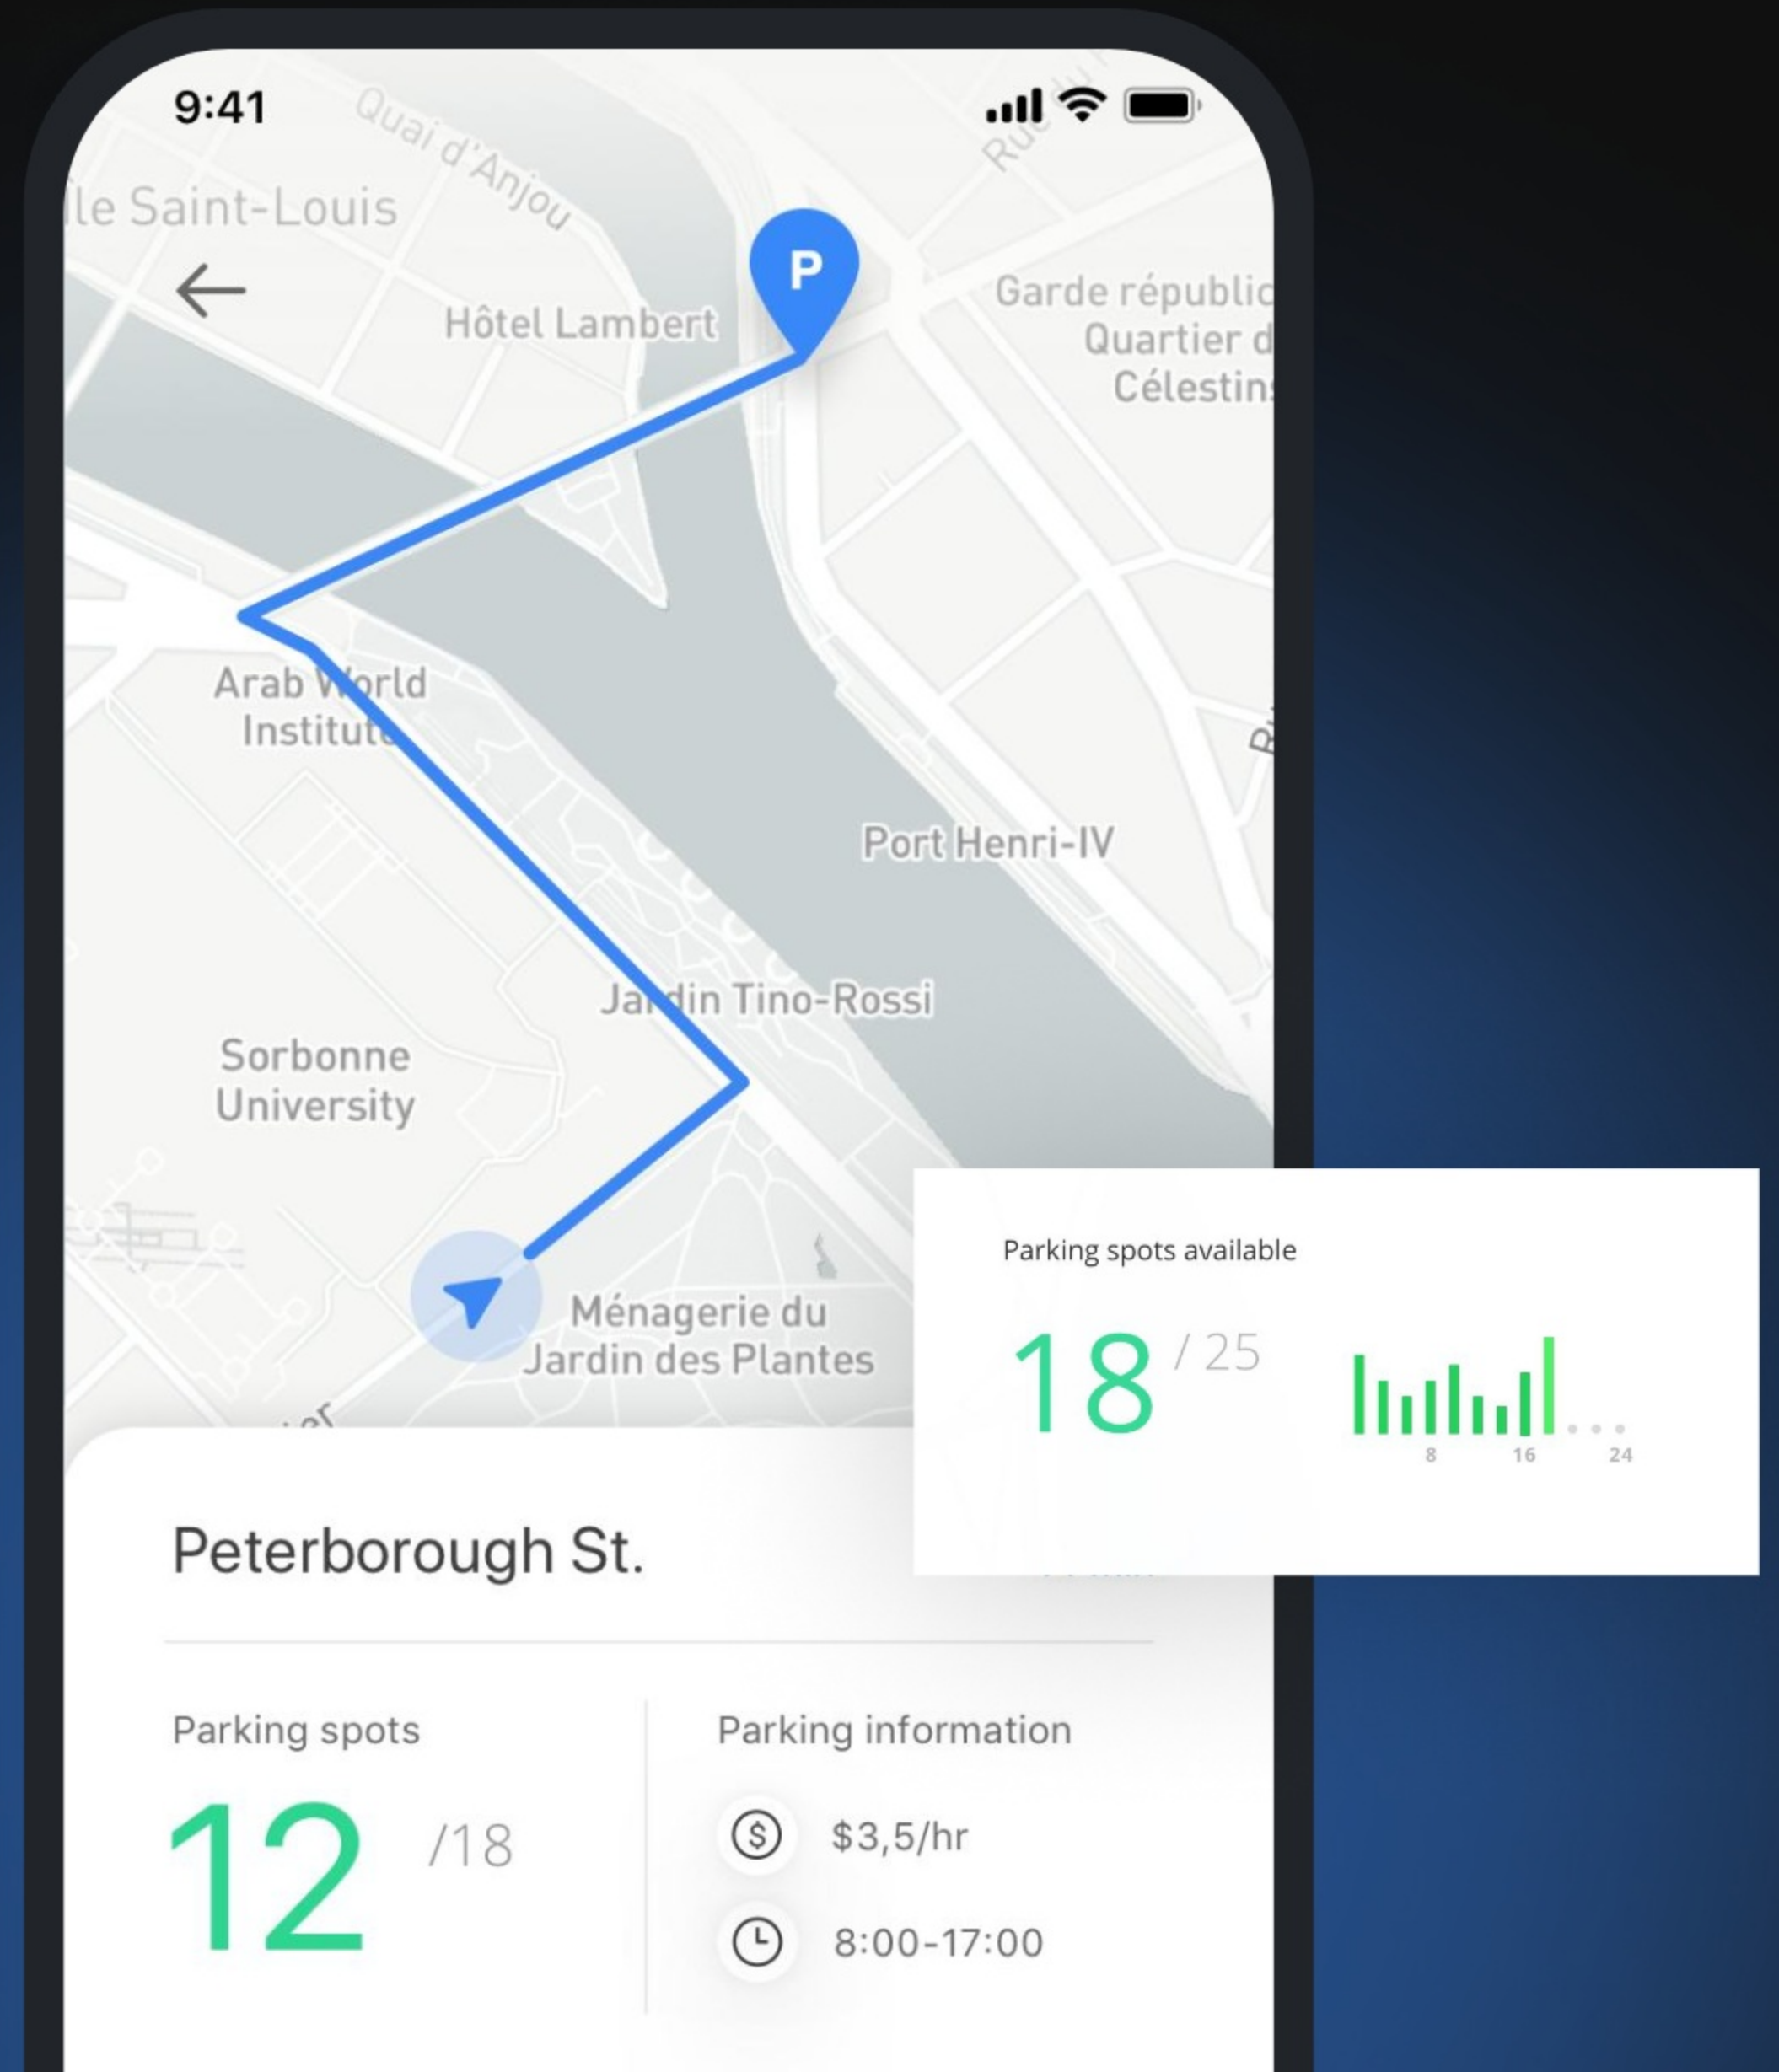 9:41
Quai d'Anjou
Île Saint-Louis
P
Hôtel Lambert
Garde républic
Quartier d
Célestins
Arab World
Institute
Port Henri-IV
Jardin Tino-Rossi
Sorbonne
University
Ménagerie du
Jardin des Plantes
Parking spots available
18 / 25
8 16 24
Peterborough St.
Parking spots
12 /18
Parking information
$
$3,5/hr
8:00-17:00